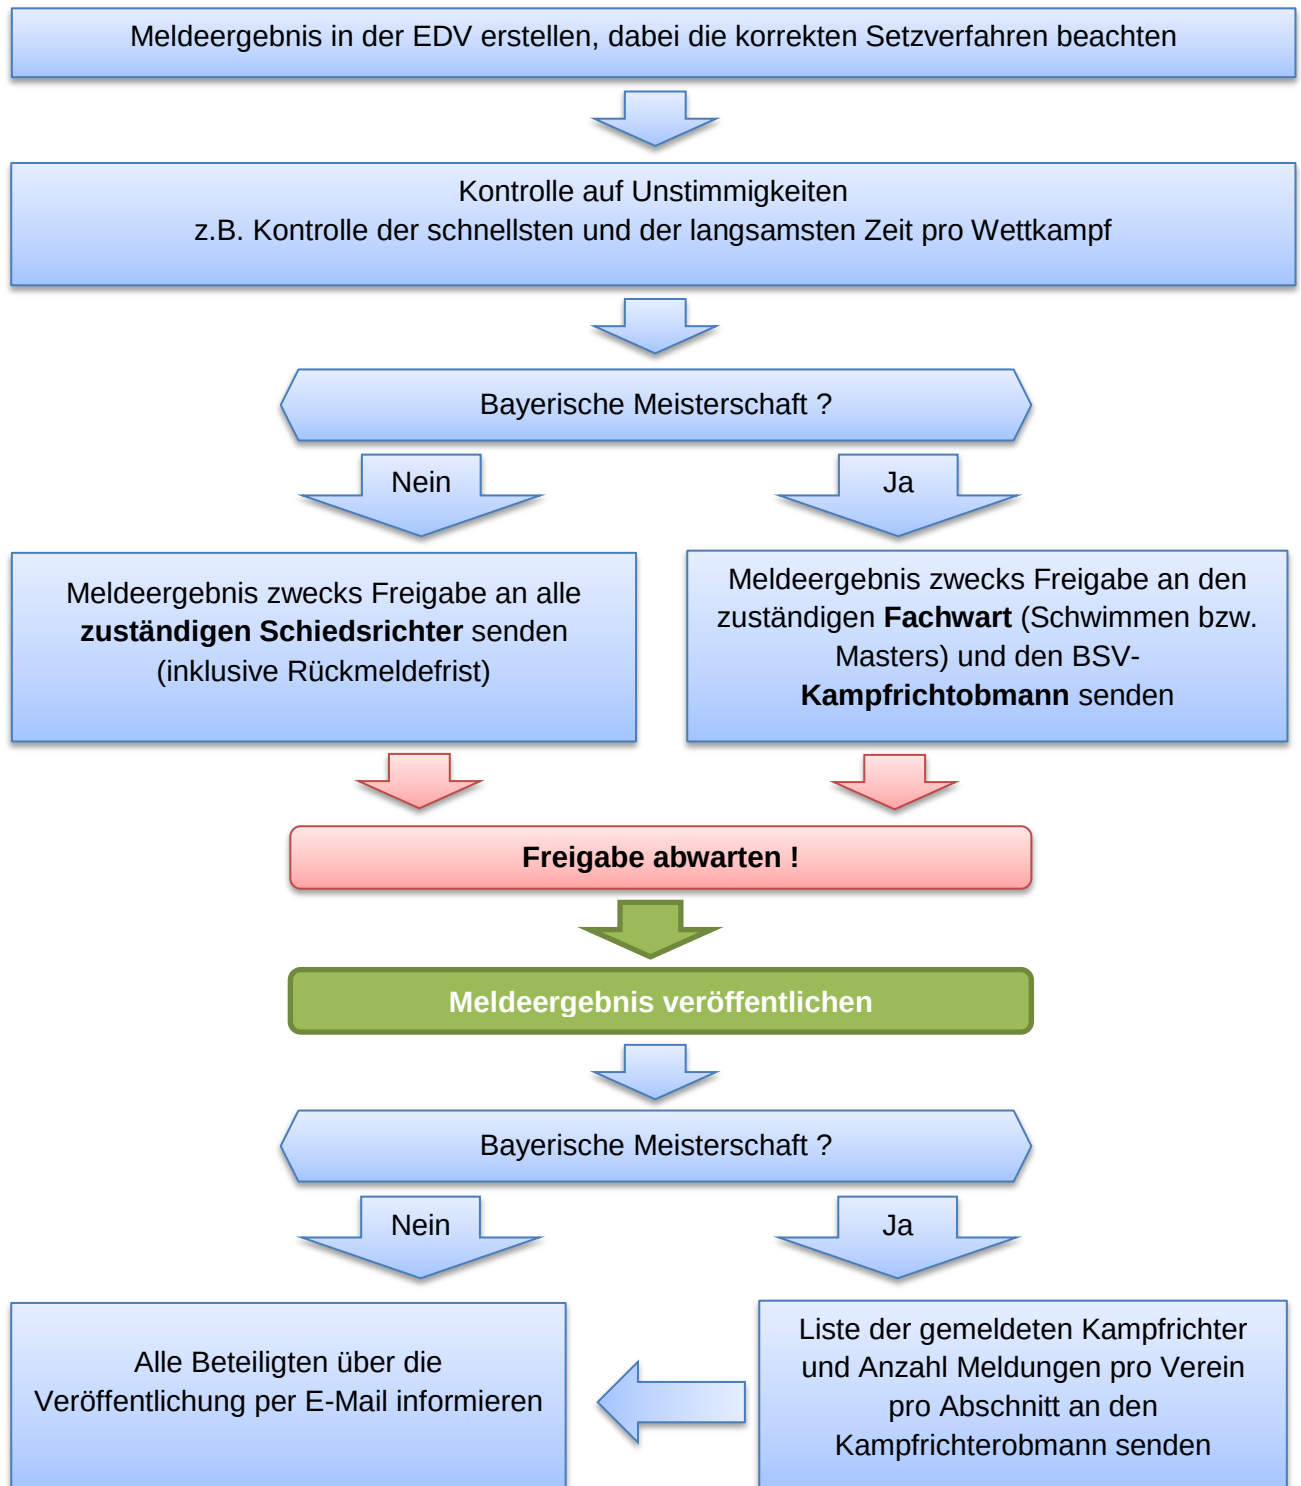 Meldeergebnis in der EDV erstellen, dabei die korrekten Setzverfahren beachten
Kontrolle auf Unstimmigkeiten
z.B. Kontrolle der schnellsten und der langsamsten Zeit pro Wettkampf
Bayerische Meisterschaft ?
Nein
Ja
Meldeergebnis zwecks Freigabe an alle
zuständigen Schiedsrichter senden
(inklusive Rückmeldefrist)
Meldeergebnis zwecks Freigabe an den
zuständigen Fachwart (Schwimmen bzw.
Masters) und den BSV-
Kampfrichtobmann senden
Freigabe abwarten !
Meldeergebnis veröffentlichen
Bayerische Meisterschaft ?
Nein
Ja
Alle Beteiligten über die
Veröffentlichung per E-Mail informieren
Liste der gemeldeten Kampfrichter
und Anzahl Meldungen pro Verein
pro Abschnitt an den
Kampfrichterobmann senden